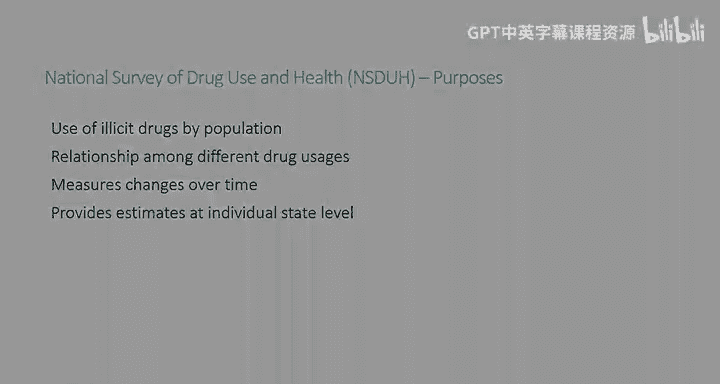 GPT中英字幕课程资源 bilibili
National Survey of Drug Use and Health (NSDUH) – Purposes
Use of illicit drugs by population
Relationship among different drug usages
Measures changes over time
Provides estimates at individual state level